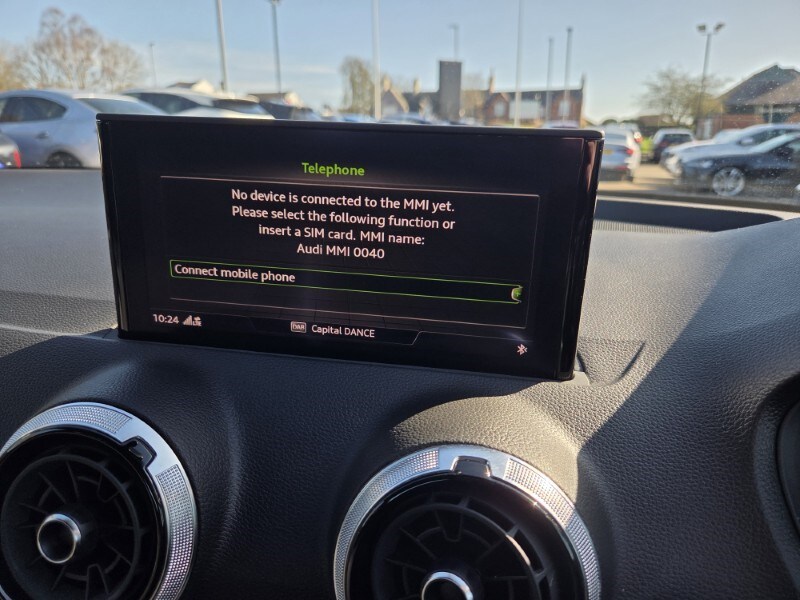 Telephone
No device is connected to the MMI yet.
Please select the following function or
insert a SIM card. MMI name:
Audi MMI 0040
Connect mobile phone
10:24 LTE
DAB Capital DANCE